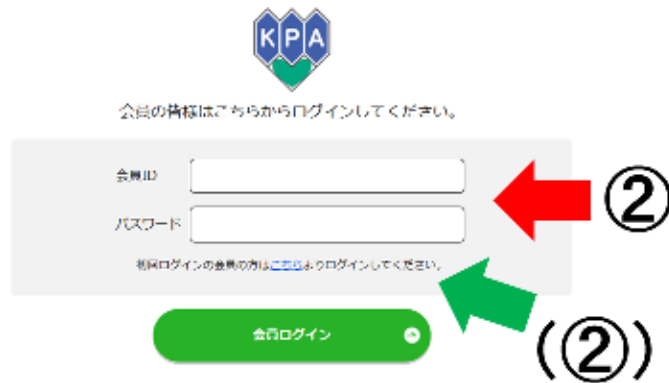 KPA
会員の皆様はこちらからログインしてください。
会員ID
②
パスワード
初回ログインの会員の方はこちらよりログインしてください。
会員ログイン
(②)